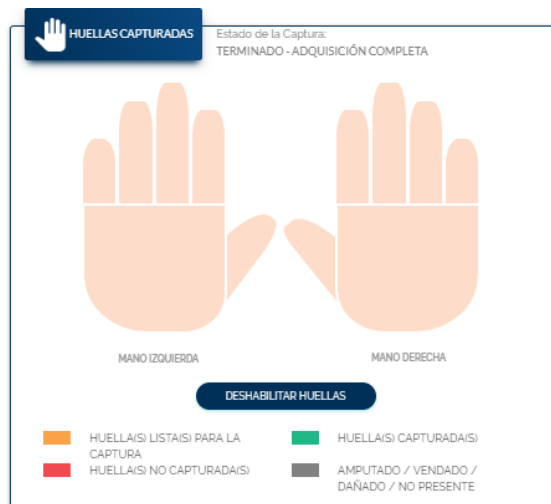 HUELLAS CAPTURADAS
Estado de la Captura:
TERMINADO - ADQUISICIÓN COMPLETA
MANO IZQUIERDA
MANO DERECHA
DESHABILITAR HUELLAS
HUELLA(S) LISTA(S) PARA LA
CAPTURA
HUELLA(S) CAPTURADA(S)
HUELLA(S) NO CAPTURADA(S)
AMPUTADO / VENDADO /
DAÑADO / NO PRESENTE